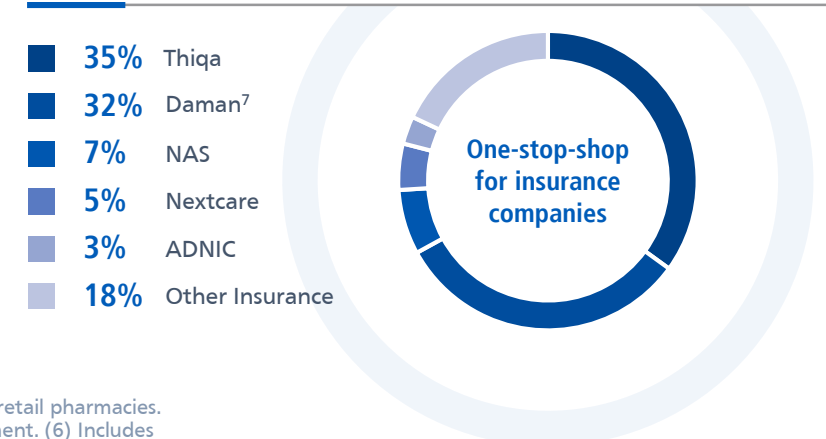 35% Thiqa
32% Daman⁷
7% NAS
5% Nextcare
3% ADNIC
18% Other Insurance
One-stop-shop
for insurance
companies
retail pharmacies.
(6) Includes